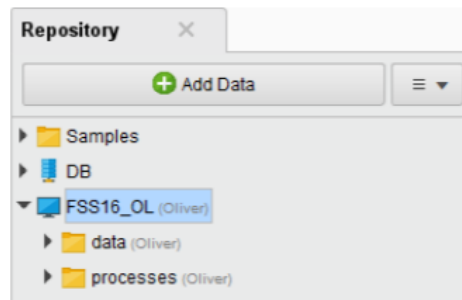 Repository
Add Data
Samples
DB
FSS16_OL (Oliver)
data (Oliver)
processes (Oliver)